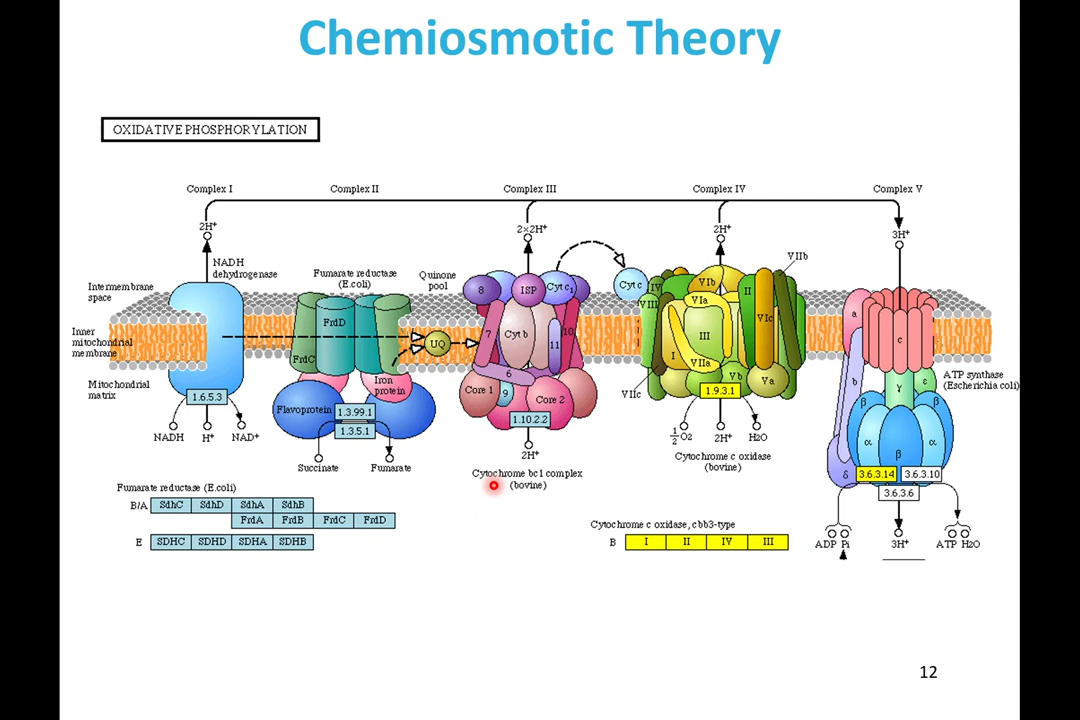 Chemiosmotic Theory
OXIDATIVE PHOSPHORYLATION
Complex I
Complex II
Complex III
Complex IV
Complex V
2H⁺
2×2H⁺
2H⁺
3H⁺
NADH
dehydrogenase
Fumarate reductase
(E.coli)
Quinone
pool
VIIb
Intermembrane
space
Inner
mitochondrial
membrane
Mitochondrial
matrix
FrdD
FrdC
UQ
8
ISP
Cyt c₁
Cyt c
7
Cyt b
10
11
6
Core 1
9
Core 2
IV
VIII
VIb
II
VIa
VIc
III
I
VIIa
Vb
Va
VIIc
a
c
b
γ
ε
β
β
α
α
β
δ
ATP synthase
(Escherichia coli)
1.6.5.3
NADH
H⁺
NAD⁺
Flavoprotein
Iron
protein
1.3.99.1
1.3.5.1
Succinate
Fumarate
1.10.2.2
2H⁺
Cytochrome bc1 complex
(bovine)
1.9.3.1
½O2
2H⁺
H2O
Cytochrome c oxidase
(bovine)
3.6.3.14
3.6.3.10
3.6.3.6
ADP
Pi
3H⁺
ATP
H2O
Fumarate reductase (E.coli)
B/A SdhC SdhD SdhA SdhB
FrdA FrdB FrdC FrdD
E SDHC SDHD SDHA SDHB
Cytochrome c oxidase, cbb3-type
B I II IV III
12